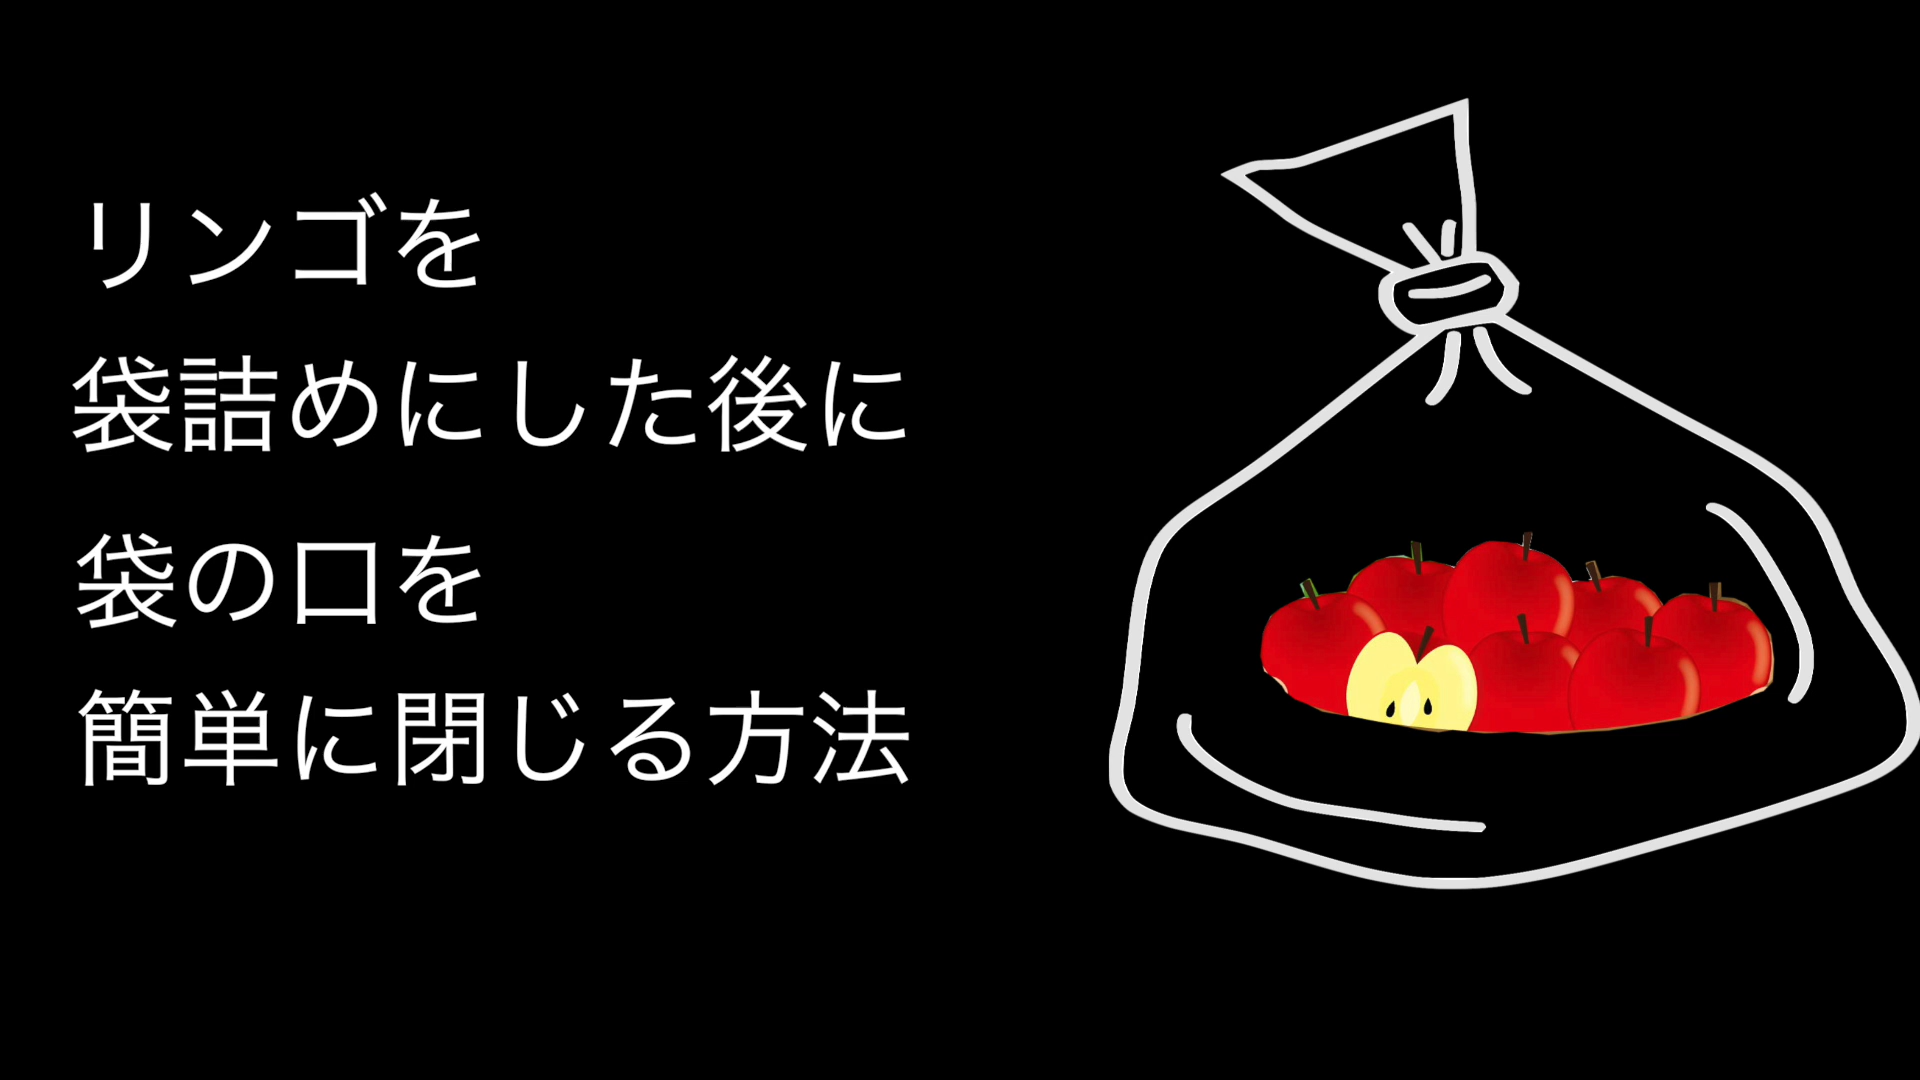 リンゴを
袋詰めにした後に
袋の口を
簡単に閉じる方法